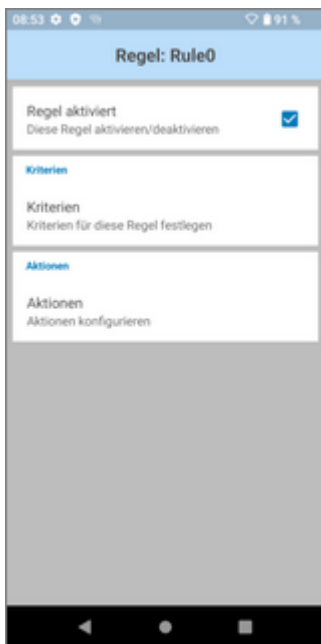 08:53 91 %
Regel: Rule0
Regel aktiviert
Diese Regel aktivieren/deaktivieren
Kriterien
Kriterien
Kriterien für diese Regel festlegen
Aktionen
Aktionen
Aktionen konfigurieren